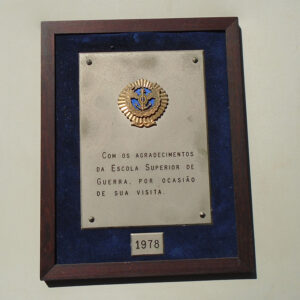 COM OS AGRADECIMENTOS
DA ESCOLA SUPERIOR DE
GUERRA, POR OCASIÃO
DE SUA VISITA.
1978